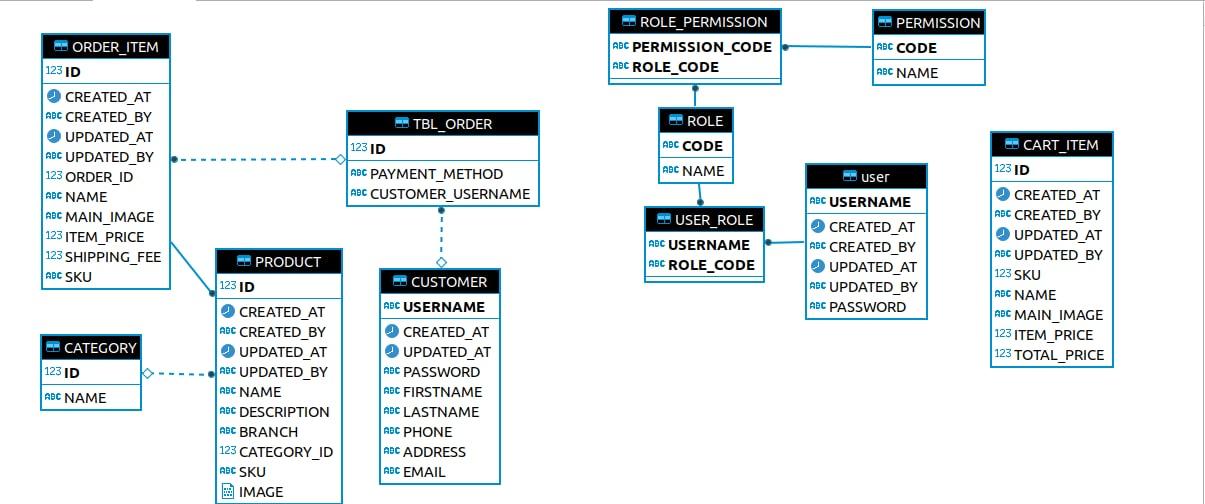 ORDER_ITEM
123 ID
CREATED_AT
ABC CREATED_BY
UPDATED_AT
ABC UPDATED_BY
123 ORDER_ID
ABC NAME
ABC MAIN_IMAGE
123 ITEM_PRICE
123 SHIPPING_FEE
ABC SKU
CATEGORY
123 ID
ABC NAME
PRODUCT
123 ID
CREATED_AT
ABC CREATED_BY
UPDATED_AT
ABC UPDATED_BY
ABC NAME
ABC DESCRIPTION
ABC BRANCH
123 CATEGORY_ID
ABC SKU
IMAGE
TBL_ORDER
123 ID
ABC PAYMENT_METHOD
ABC CUSTOMER_USERNAME
CUSTOMER
ABC USERNAME
CREATED_AT
UPDATED_AT
ABC PASSWORD
ABC FIRSTNAME
ABC LASTNAME
ABC PHONE
ABC ADDRESS
ABC EMAIL
ROLE_PERMISSION
ABC PERMISSION_CODE
ABC ROLE_CODE
PERMISSION
ABC CODE
ABC NAME
ROLE
ABC CODE
ABC NAME
USER_ROLE
ABC USERNAME
ABC ROLE_CODE
user
ABC USERNAME
CREATED_AT
ABC CREATED_BY
UPDATED_AT
ABC UPDATED_BY
ABC PASSWORD
CART_ITEM
123 ID
CREATED_AT
ABC CREATED_BY
UPDATED_AT
ABC UPDATED_BY
123 SKU
ABC NAME
ABC MAIN_IMAGE
123 ITEM_PRICE
123 TOTAL_PRICE